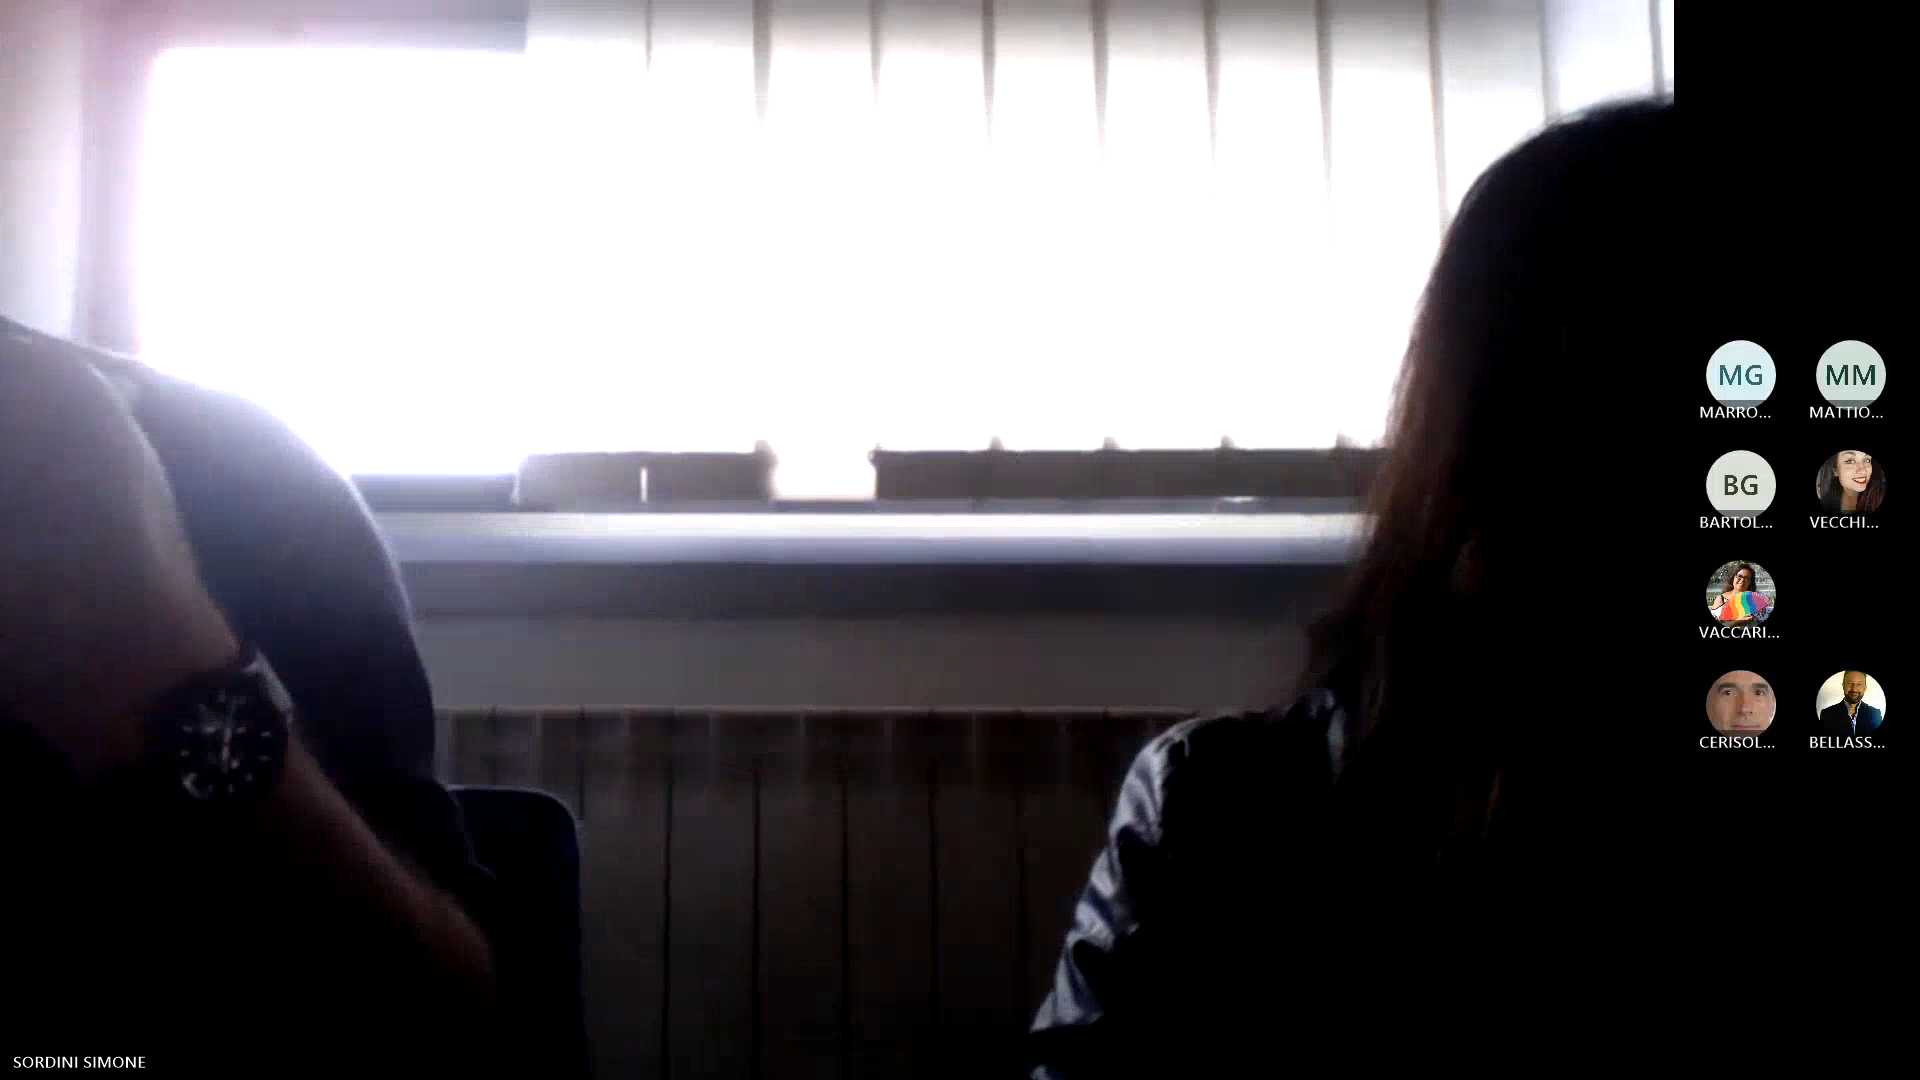 MG
MM
MARRO...
MATTIO...
BG
BARTOL...
VECCHI...
VACCARI...
CERISOL...
BELLASS...
SORDINI SIMONE